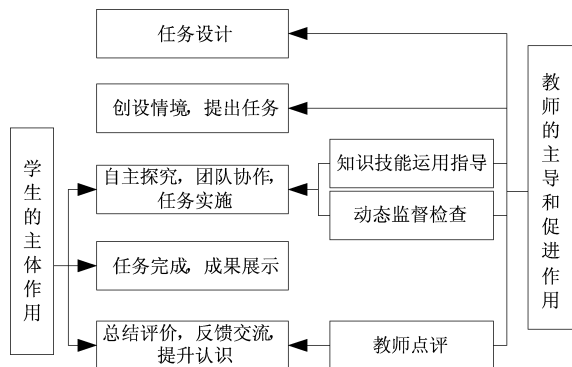 任务设计
创设情境，提出任务
自主探究，团队协作，
任务实施
任务完成，成果展示
总结评价，反馈交流，
提升认识
知识技能运用指导
动态监督检查
教师点评
学生的主体作用
教师的主导和促进作用